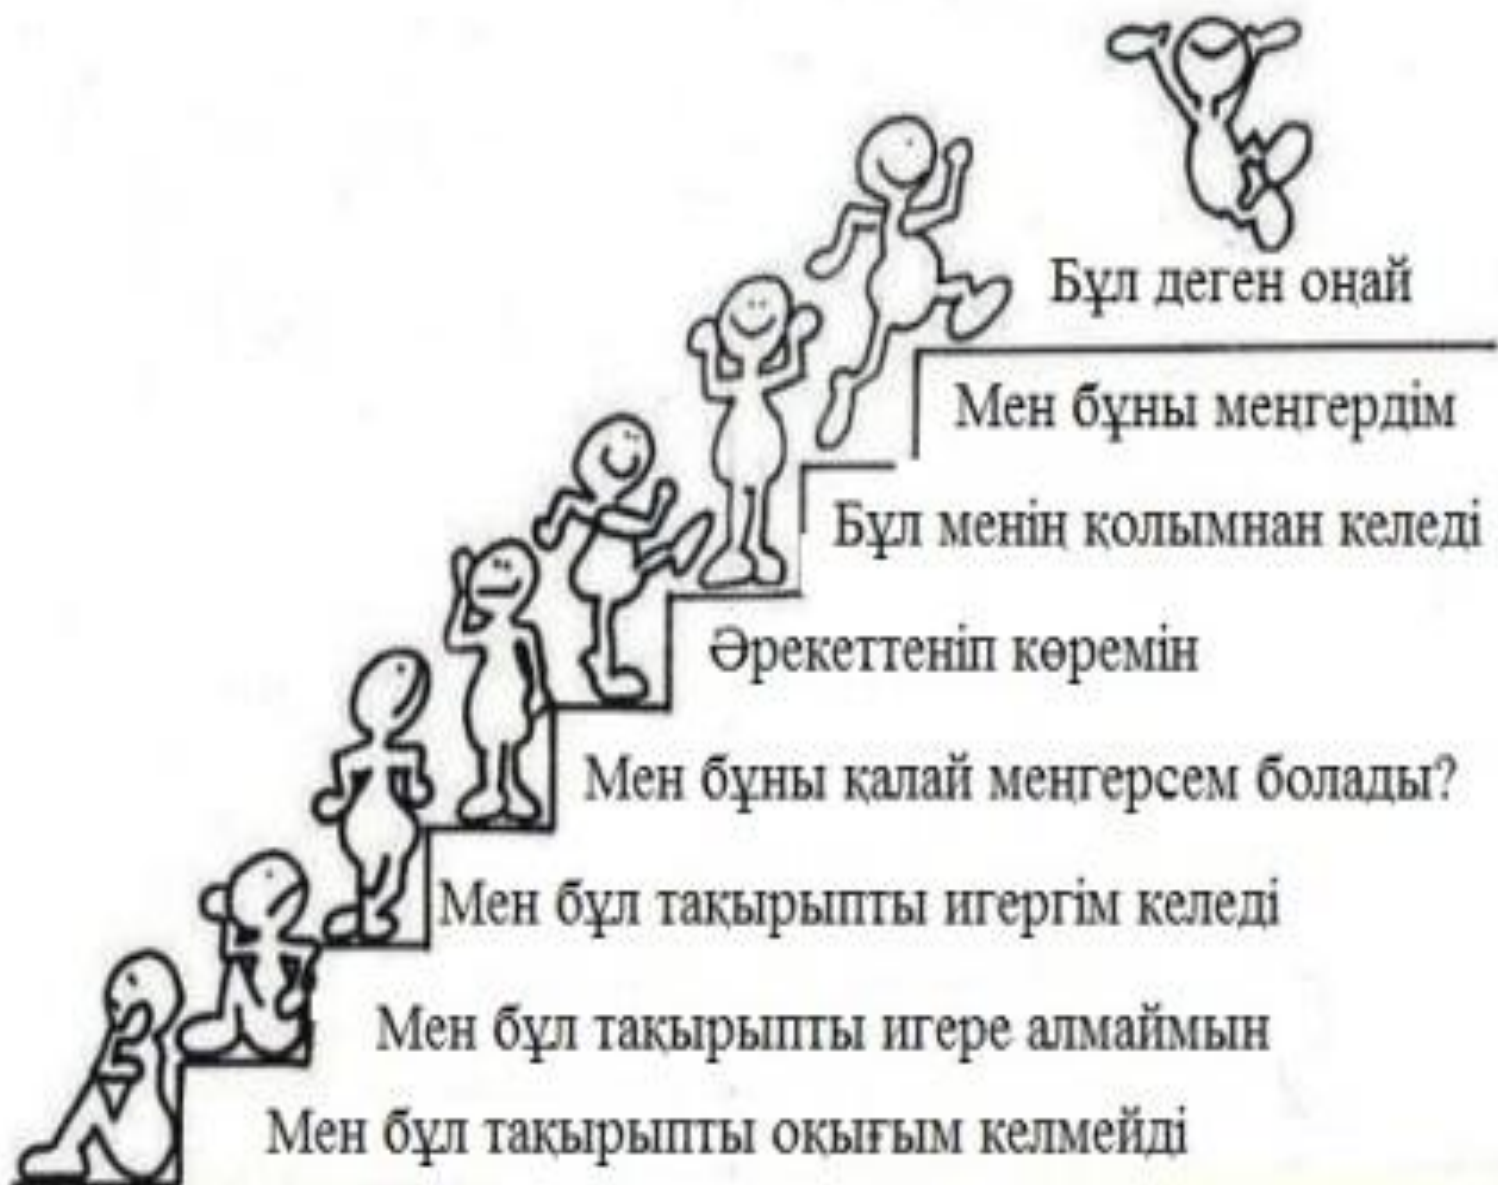 Бұл деген оңай
Мен бұны меңгердім
Бұл менің қолымнан келеді
Әрекеттеніп көремін
Мен бұны қалай меңгерсем болады?
Мен бұл тақырыпты игергім келеді
Мен бұл тақырыпты игере алмаймын
Мен бұл тақырыпты оқығым келмейді